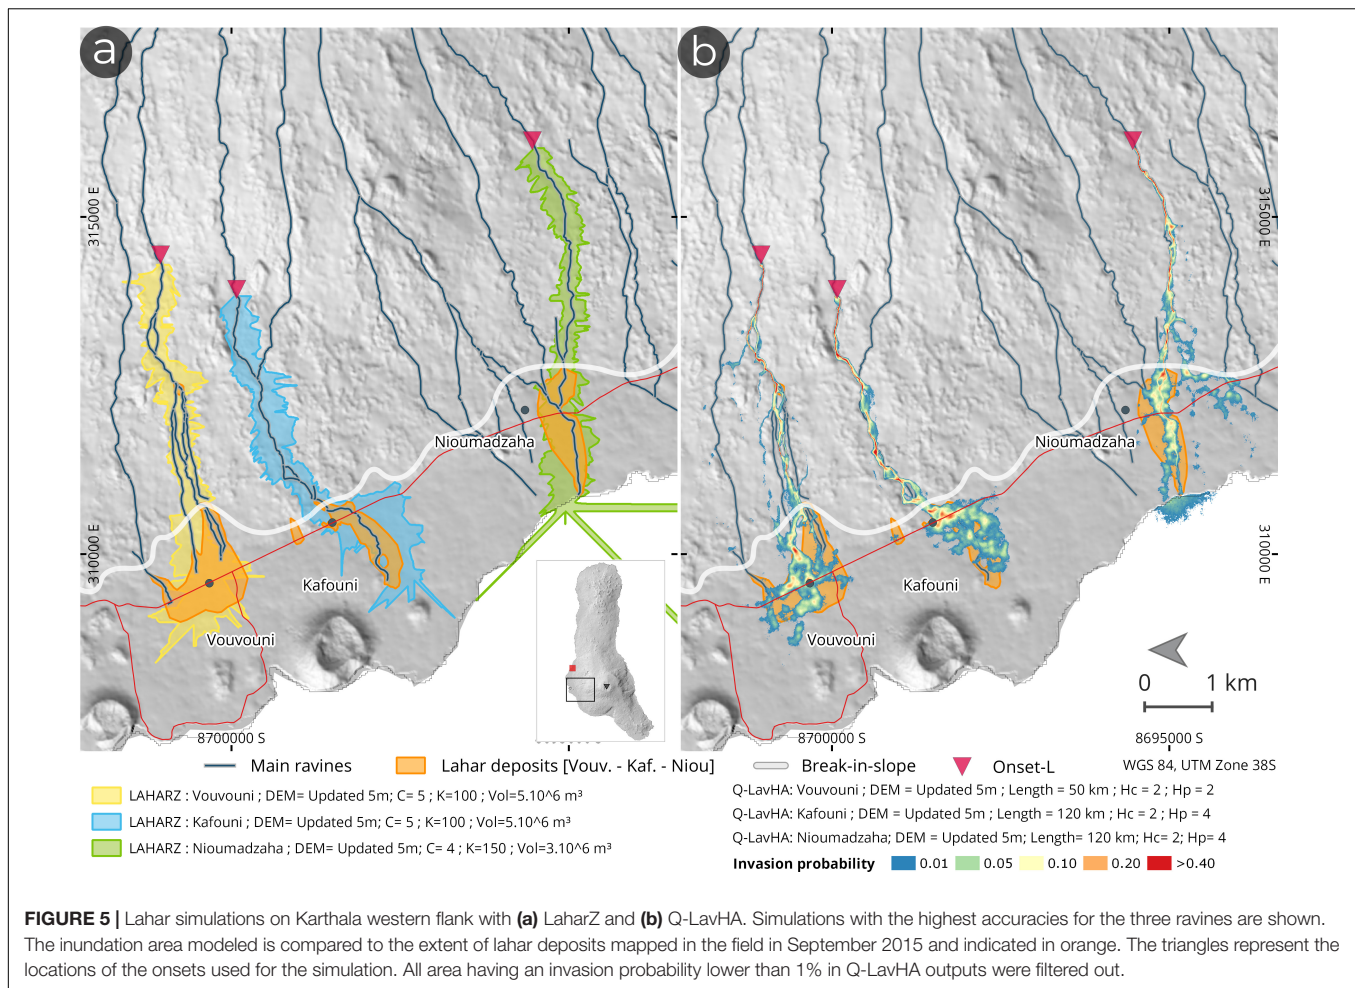 a
b
315000 E
315000 E
Nioumadzaha
Nioumadzaha
310000 E
310000 E
Kafouni
Kafouni
Vouvouni
Vouvouni
0 1 km
8700000 S
8700000 S
8695000 S
WGS 84, UTM Zone 38S
Main ravines
Lahar deposits [Vouv. - Kaf. - Niou]
Break-in-slope
Onset-L
LAHARZ : Vouvouni ; DEM= Updated 5m; C= 5 ; K=100 ; Vol=5.10^6 m³
LAHARZ : Kafouni ; DEM= Updated 5m; C= 5 ; K=100 ; Vol=5.10^6 m³
LAHARZ : Nioumadzaha ; DEM= Updated 5m; C= 4 ; K=150 ; Vol=3.10^6 m³
Q-LavHA: Vouvouni ; DEM = Updated 5m ; Length = 50 km ; Hc = 2 ; Hp = 2
Q-LavHA: Kafouni ; DEM = Updated 5m ; Length = 120 km ; Hc = 2 ; Hp = 4
Q-LavHA: Nioumadzaha; DEM = Updated 5m; Length= 120 km; Hc= 2; Hp= 4
Invasion probability 0.01 0.05 0.10 0.20 >0.40
FIGURE 5 | Lahar simulations on Karthala western flank with (a) LaharZ and (b) Q-LavHA. Simulations with the highest accuracies for the three ravines are shown.
The inundation area modeled is compared to the extent of lahar deposits mapped in the field in September 2015 and indicated in orange. The triangles represent the
locations of the onsets used for the simulation. All area having an invasion probability lower than 1% in Q-LavHA outputs were filtered out.